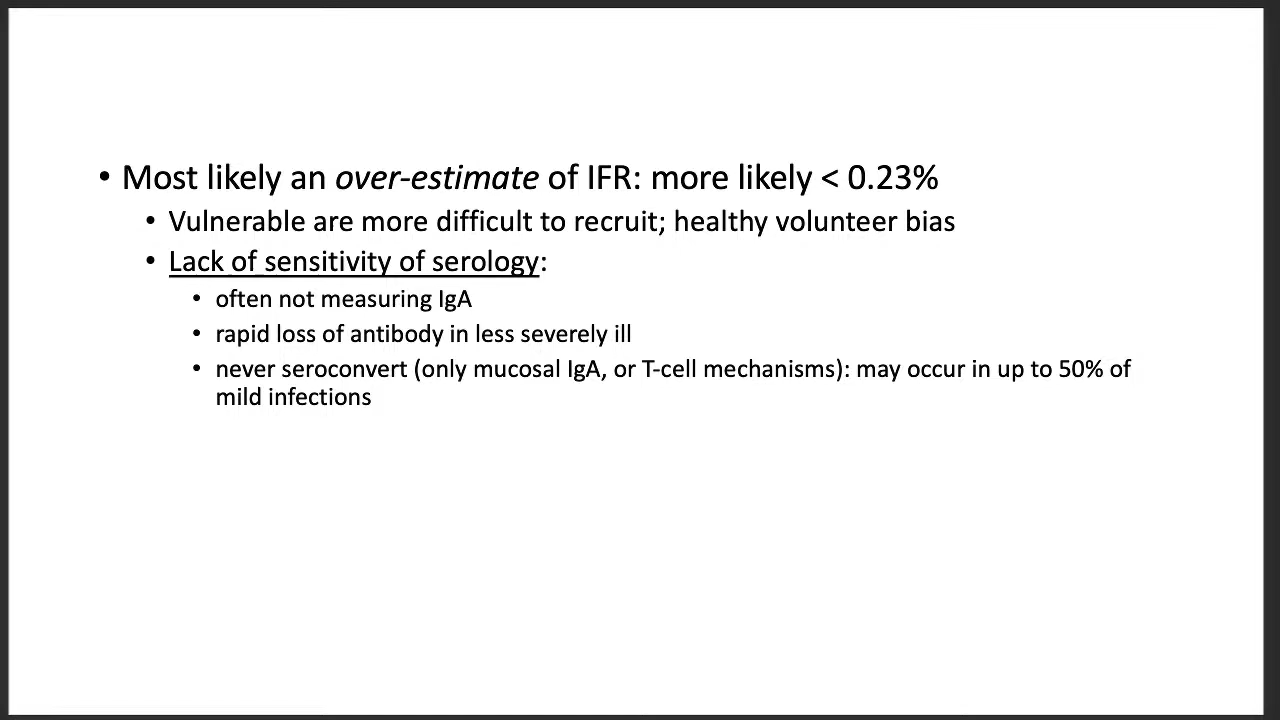 • Most likely an over-estimate of IFR: more likely < 0.23%
• Vulnerable are more difficult to recruit; healthy volunteer bias
• Lack of sensitivity of serology:
• often not measuring IgA
• rapid loss of antibody in less severely ill
• never seroconvert (only mucosal IgA, or T-cell mechanisms): may occur in up to 50% of
mild infections